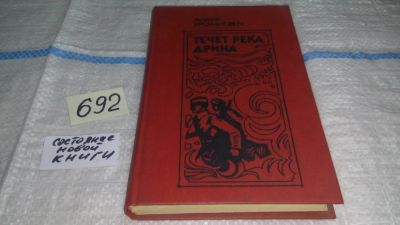 ТЕЧЕТ РЕКА
ДРИНА
692
состояние
новой
книги